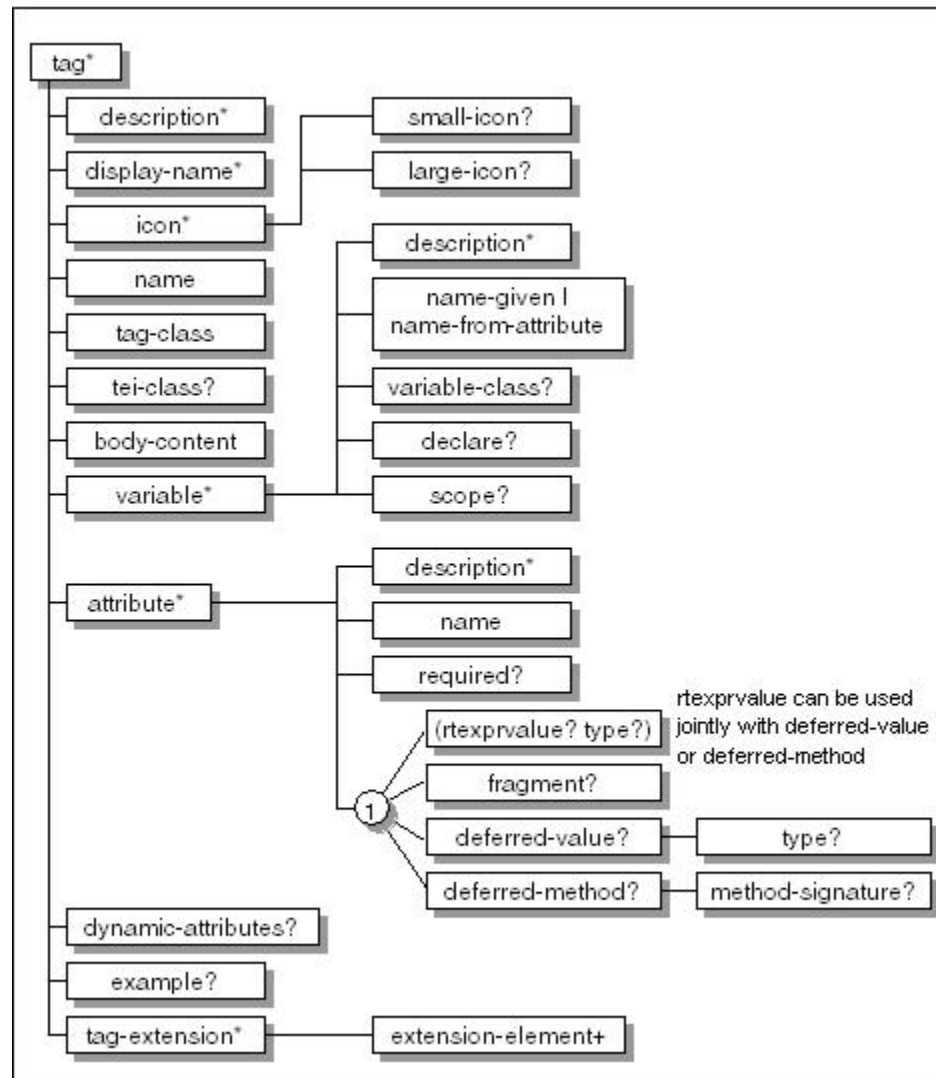 tag*
description*
small-icon?
display-name*
large-icon?
icon*
description*
name
name-given |
name-from-attribute
tag-class
tei-class?
variable-class?
body-content
declare?
variable*
scope?
description*
attribute*
name
required?
rtexprvalue can be used
jointly with deferred-value
or deferred-method
(rtexprvalue? type?)
fragment?
1
deferred-value?
type?
deferred-method?
method-signature?
dynamic-attributes?
example?
tag-extension*
extension-element+